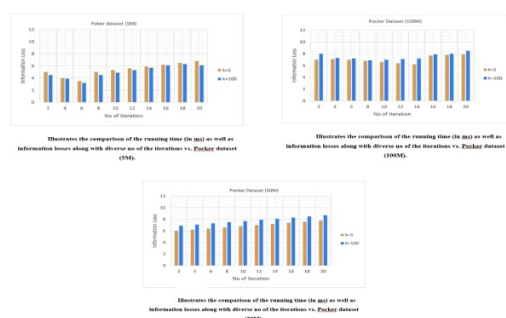 Poker dataset (5M)
12
10
8
6
4
2
0
Information Loss
k=5
k=100
2 4 6 8 10 12 14 16 18 20
No of Iteration
Illustrates the comparison of the running time (in ms) as well as
information losses along with diverse no of the iterations vs. Pocker dataset
(5M).
Pocker Dataset (100M)
12
10
8
6
4
2
0
Information Loss
k=5
k=100
2 4 6 8 10 12 14 16 18 20
No of Iteration
Illustrates the comparison of the running time (in ms) as well as
information losses along with diverse no of the iterations vs. Pocker dataset
(100M).
Pocker Dataset (50M)
12
10
8
6
4
2
0
Information Loss
k=5
k=100
2 4 6 8 10 12 14 16 18 20
No of Iteration
Illustrates the comparison of the running time (in ms) as well as
information losses along with diverse no of the iterations vs. Pocker dataset